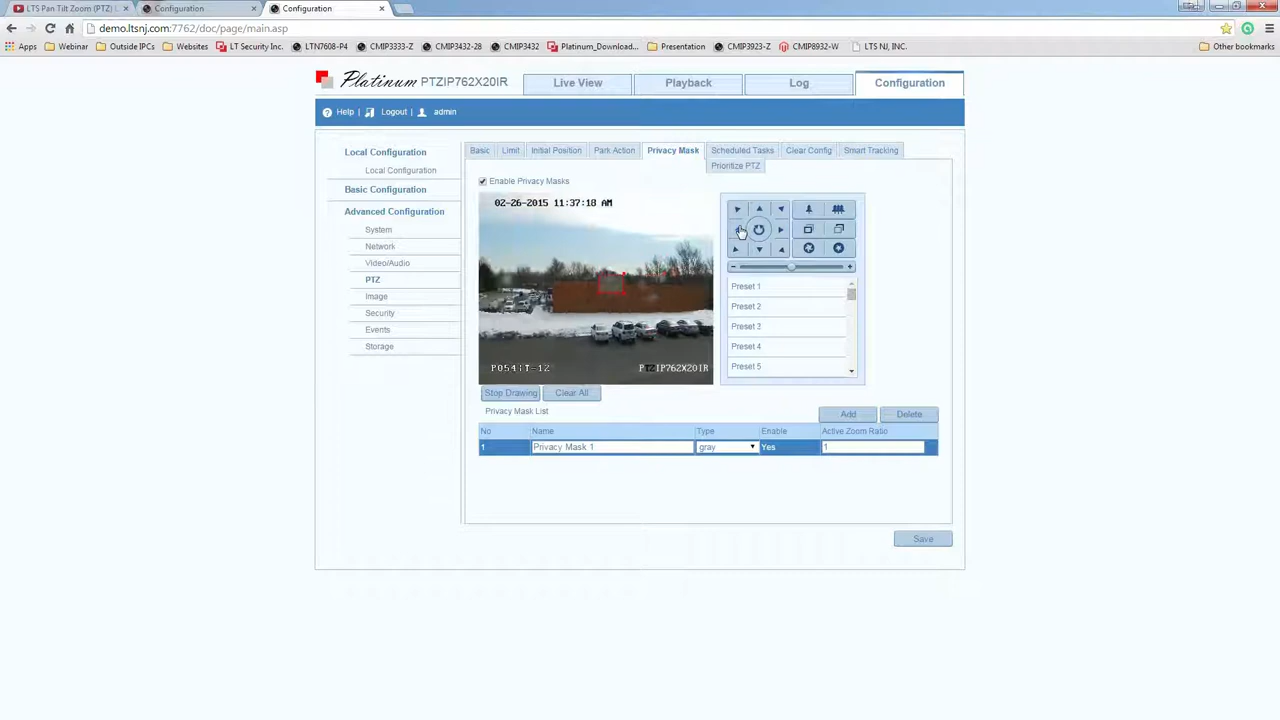 LTS Pan Tilt Zoom (PTZ) I
Configuration
Configuration
demo.ltsnj.com:7762/doc/page/main.asp
Apps
Webinar
Outside IPCs
Websites
LT Security Inc.
LTN7608-P4
CMIP3333-Z
CMIP3432-28
CMIP3432
Platinum_Download...
Presentation
CMIP3923-Z
CMIP8932-W
LTS NJ, INC.
Other bookmarks
Platinum PTZIP762X20IR
Live View
Playback
Log
Configuration
Help
Logout
admin
Local Configuration
Local Configuration
Basic Configuration
Advanced Configuration
System
Network
Video/Audio
PTZ
Image
Security
Events
Storage
Basic
Limit
Initial Position
Park Action
Privacy Mask
Scheduled Tasks
Clear Config
Smart Tracking
Prioritize PTZ
Enable Privacy Masks
02-26-2015 11:37:18 AM
PTZIP762X20IR
Preset 1
Preset 2
Preset 3
Preset 4
Preset 5
Stop Drawing
Clear All
Privacy Mask List
Add
Delete
No Name Type Enable Active Zoom Ratio
1 Privacy Mask 1 gray Yes 1
Save